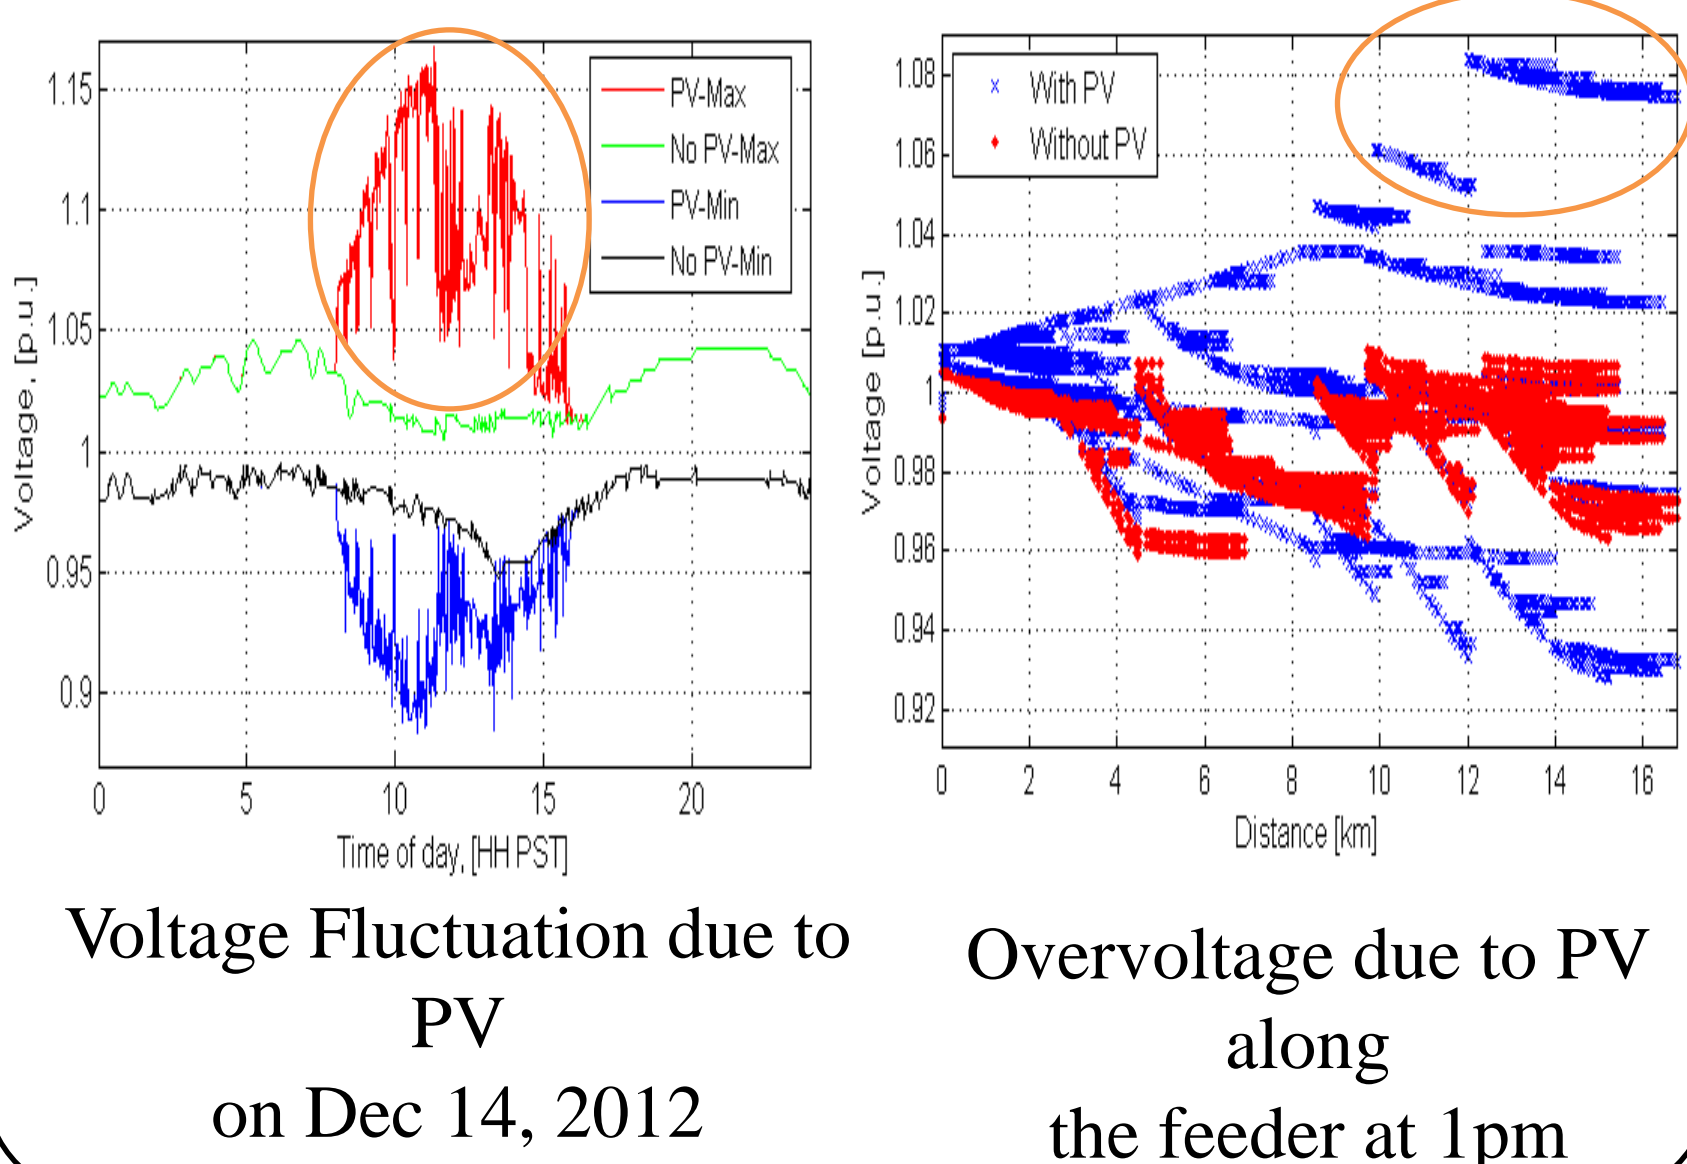 1.15
1.1
1.05
1
0.95
0.9
Voltage, [p.u.]
PV-Max
No PV-Max
PV-Min
No PV-Min
0 5 10 15 20
Time of day, [HH PST]
Voltage Fluctuation due to
PV
on Dec 14, 2012
1.08
1.06
1.04
1.02
1
0.98
0.96
0.94
0.92
Voltage [p.u.]
With PV
Without PV
0 2 4 6 8 10 12 14 16
Distance [km]
Overvoltage due to PV
along
the feeder at 1pm